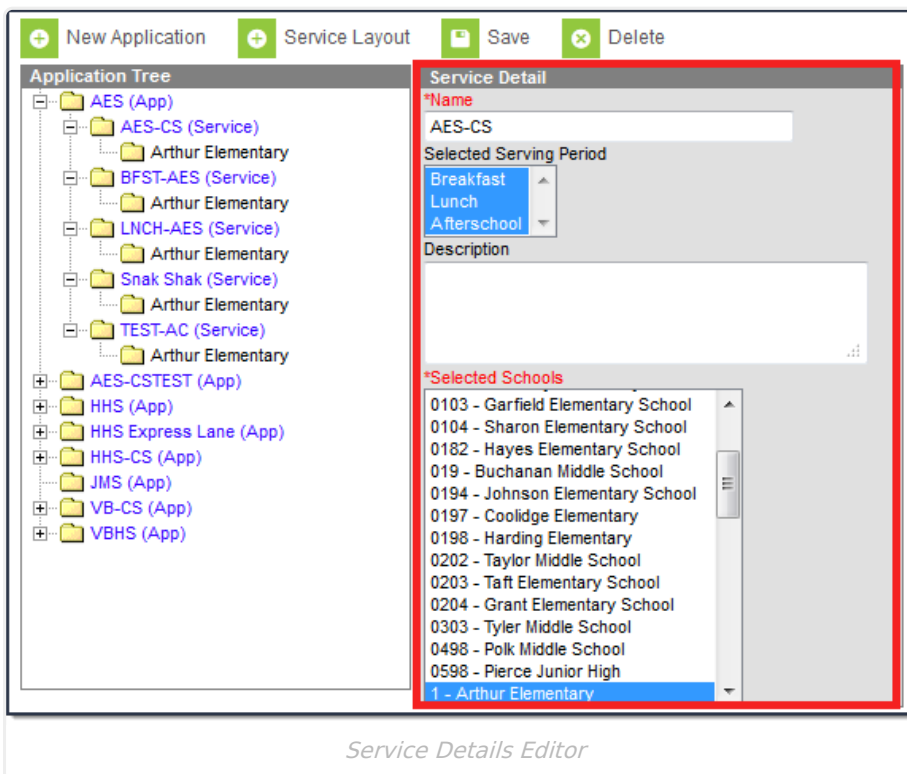 New Application Service Layout Save Delete
Application Tree
AES (App)
AES-CS (Service)
Arthur Elementary
BFST-AES (Service)
Arthur Elementary
LNCH-AES (Service)
Arthur Elementary
Snak Shak (Service)
Arthur Elementary
TEST-AC (Service)
Arthur Elementary
AES-CSTEST (App)
HHS (App)
HHS Express Lane (App)
HHS-CS (App)
JMS (App)
VB-CS (App)
VBHS (App)
Service Detail
*Name
AES-CS
Selected Serving Period
Breakfast
Lunch
Afterschool
Description
*Selected Schools
0103 - Garfield Elementary School
0104 - Sharon Elementary School
0182 - Hayes Elementary School
019 - Buchanan Middle School
0194 - Johnson Elementary School
0197 - Coolidge Elementary
0198 - Harding Elementary
0202 - Taylor Middle School
0203 - Taft Elementary School
0204 - Grant Elementary School
0303 - Tyler Middle School
0498 - Polk Middle School
0598 - Pierce Junior High
1 - Arthur Elementary
Service Details Editor